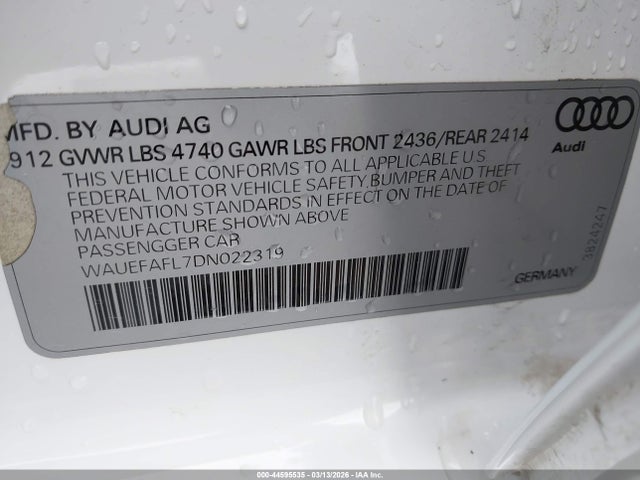 MFD. BY AUDI AG
912 GVWR LBS 4740 GAWR LBS FRONT 2436/REAR 2414
THIS VEHICLE CONFORMS TO ALL APPLICABLE U.S
FEDERAL MOTOR VEHICLE SAFETY,BUMPER AND THEFT
PREVENTION STANDARDS IN EFFECT ON THE DATE OF
MANUFACTURE SHOWN ABOVE
PASSENGGER CAR
WAUEFAFL7DN022319
Audi
3824247
GERMANY
000-44595535 - 03/13/2026 - IAA Inc.